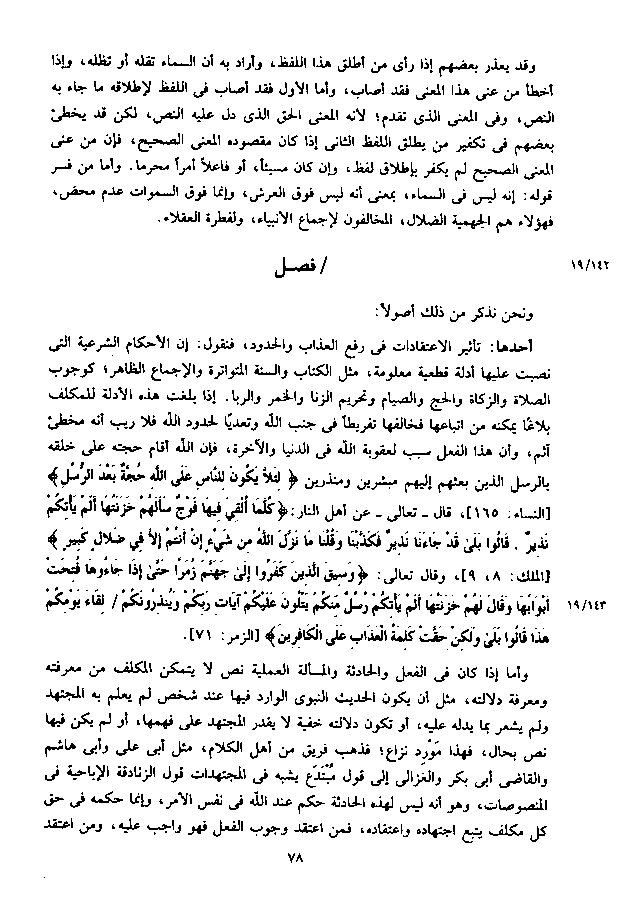 وقد يعذر بعضهم إذا رأى من أطلق هذا اللفظ، وأراد به أن السماء تقله أو تظله، وإذا
أخطأ من عنى هذا المعنى فقد أصاب، وأما الأول فقد أصاب فى اللفظ لإطلاقه ما جاء به
النص، وفى المعنى الذى تقدم؛ لأنه المعنى الحق الذى دل عليه النص، لكن قد يخطئ
بعضهم فى تكفير من يطلق اللفظ الثانى إذا كان مقصوده المعنى الصحيح، فإن من عنى
المعنى الصحيح لم يكفر بإطلاق لفظ، وإن كان مسيئاً، أو فاعلاً أمراً محرما. وأما من فسر
قوله: إنه ليس فى السماء، بمعنى أنه ليس فوق العرش، وإنما فوق السموات عدم محض،
فهؤلاء هم الجهمية الضلال، المخالفون لإجماع الأنبياء، ولفطرة العقلاء.
١٩/١٤٢ / فصل
ونحن نذكر من ذلك أصولاً:
أحدها: تأثير الاعتقادات فى رفع العذاب والحدود، فنقول: إن الأحكام الشرعية التى
نصبت عليها أدلة قطعية معلومة، مثل الكتاب والسنة المتواترة والإجماع الظاهر؛ كوجوب
الصلاة والزكاة والحج والصيام وتحريم الزنا والخمر والربا. إذا بلغت هذه الأدلة للمكلف
بلاغًا يمكنه من اتباعها فخالفها تفريطاً فى جنب الله وتعديًا لحدود الله فلا ريب أنه مخطئ
آثم، وأن هذا الفعل سبب لعقوبة الله فى الدنيا والآخرة، فإن الله أقام حجته على خلقه
بالرسل الذين بعثهم إليهم مبشرين ومنذرين ﴿ لِئَلاَّ يَكُونَ لِلنَّاسِ عَلَى اللَّهِ حُجَّةٌ بَعْدَ الرُّسُلِ ﴾
[النساء: ١٦٥]، قال ـ تعالى ـ عن أهل النار: ﴿ كُلَّمَا أُلْقِيَ فِيهَا فَوْجٌ سَأَلَهُمْ خَزَنَتُهَا أَلَمْ يَأْتِكُمْ
نَذِيرٌ . قَالُوا بَلَىٰ قَدْ جَاءَنَا نَذِيرٌ فَكَذَّبْنَا وَقُلْنَا مَا نَزَّلَ اللَّهُ مِن شَيْءٍ إِنْ أَنتُمْ إِلاَّ فِي ضَلالٍ كَبِيرٍ ﴾
[الملك: ٨، ٩]، وقال تعالى: ﴿ وَسِيقَ الَّذِينَ كَفَرُوا إِلَىٰ جَهَنَّمَ زُمَرًا حَتَّىٰ إِذَا جَاءُوهَا فُتِحَتْ
١٩/١٤٣ أَبْوَابُهَا وَقَالَ لَهُمْ خَزَنَتُهَا أَلَمْ يَأْتِكُمْ رُسُلٌ مِّنكُمْ يَتْلُونَ عَلَيْكُمْ آيَاتِ رَبِّكُمْ وَيُنذِرُونَكُمْ / لِقَاءَ يَوْمِكُمْ
هَذَا قَالُوا بَلَىٰ وَلَكِنْ حَقَّتْ كَلِمَةُ الْعَذَابِ عَلَى الْكَافِرِينَ ﴾ [الزمر: ٧١].
وأما إذا كان فى الفعل والحادثة والمسألة العملية نص لا يتمكن المكلف من معرفته
ومعرفة دلالته، مثل أن يكون الحديث النبوى الوارد فيها عند شخص لم يعلم به المجتهد
ولم يشعر بما يدله عليه، أو تكون دلالته خفية لا يقدر المجتهد على فهمها، أو لم يكن فيها
نص بحال، فهذا مَوْرِد نزاع؛ فذهب فريق من أهل الكلام، مثل أبى على وأبى هاشم
والقاضى أبى بكر والغزالى إلى قول مُبْتَدَع يشبه فى المجتهدات قول الزنادقة الإباحية فى
المنصوصات، وهو أنه ليس لهذه الحادثة حكم عند الله فى نفس الأمر، وإنما حكمه فى حق
كل مكلف يتبع اجتهاده واعتقاده، فمن اعتقد وجوب الفعل فهو واجب عليه، ومن اعتقد
٧٨